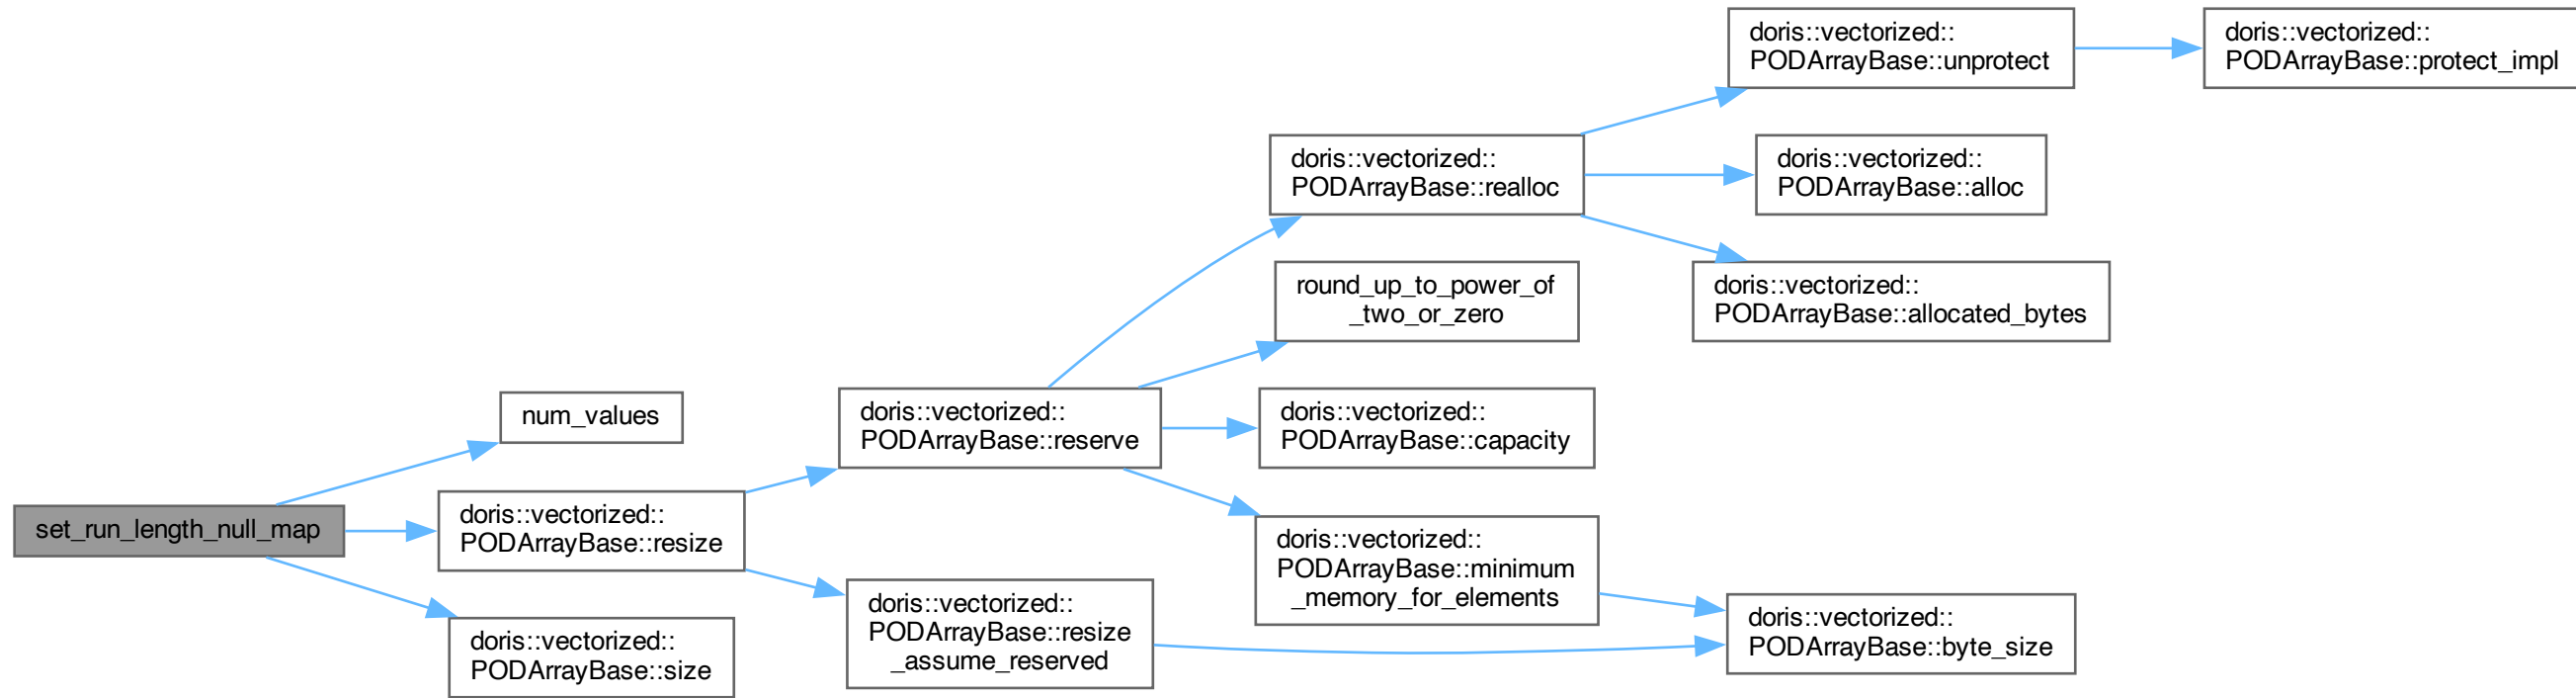 doris::vectorized::
PODArrayBase::unprotect
doris::vectorized::
PODArrayBase::protect_impl
doris::vectorized::
PODArrayBase::realloc
doris::vectorized::
PODArrayBase::alloc
round_up_to_power_of
_two_or_zero
doris::vectorized::
PODArrayBase::allocated_bytes
num_values
doris::vectorized::
PODArrayBase::reserve
doris::vectorized::
PODArrayBase::capacity
set_run_length_null_map
doris::vectorized::
PODArrayBase::resize
doris::vectorized::
PODArrayBase::minimum
_memory_for_elements
doris::vectorized::
PODArrayBase::size
doris::vectorized::
PODArrayBase::resize
_assume_reserved
doris::vectorized::
PODArrayBase::byte_size